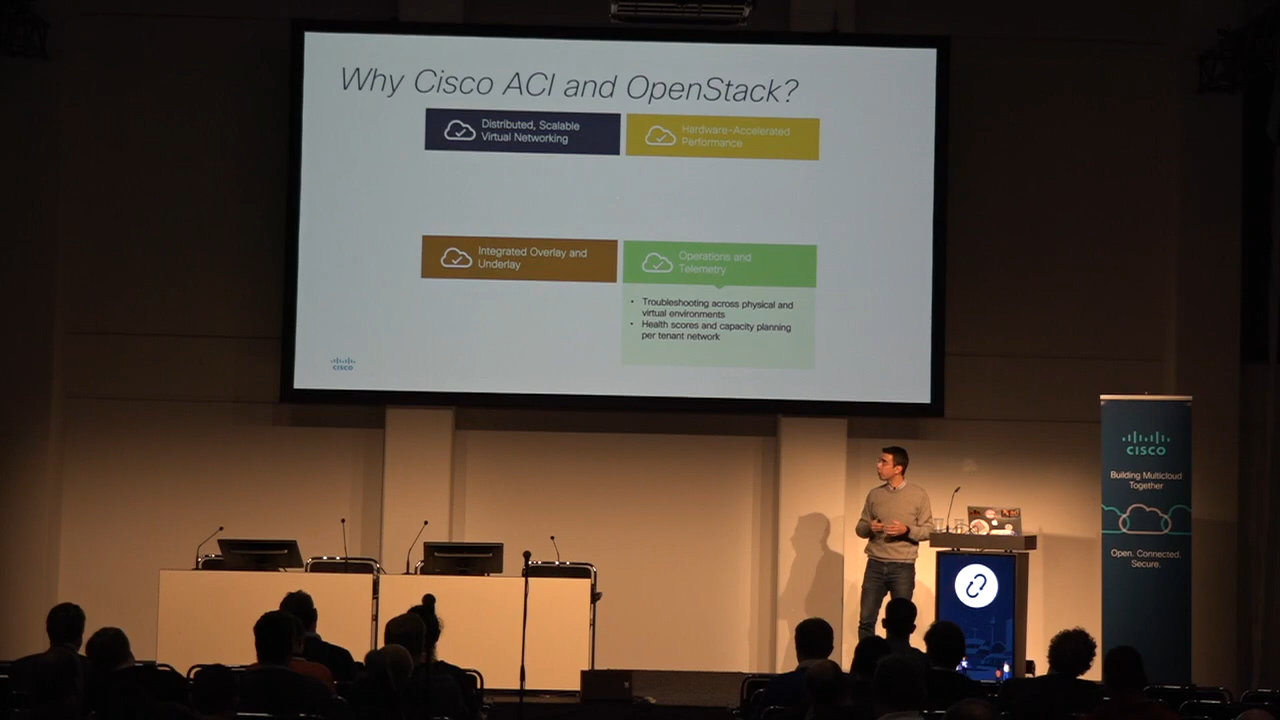 Why Cisco ACI and OpenStack?
Distributed, Scalable
Virtual Networking
Hardware-Accelerated
Performance
Integrated Overlay and
Underlay
Operations and
Telemetry
• Troubleshooting across physical and
virtual environments
• Health scores and capacity planning
per tenant network
CISCO
CISCO
Building Multicloud
Together
Open. Connected.
Secure.